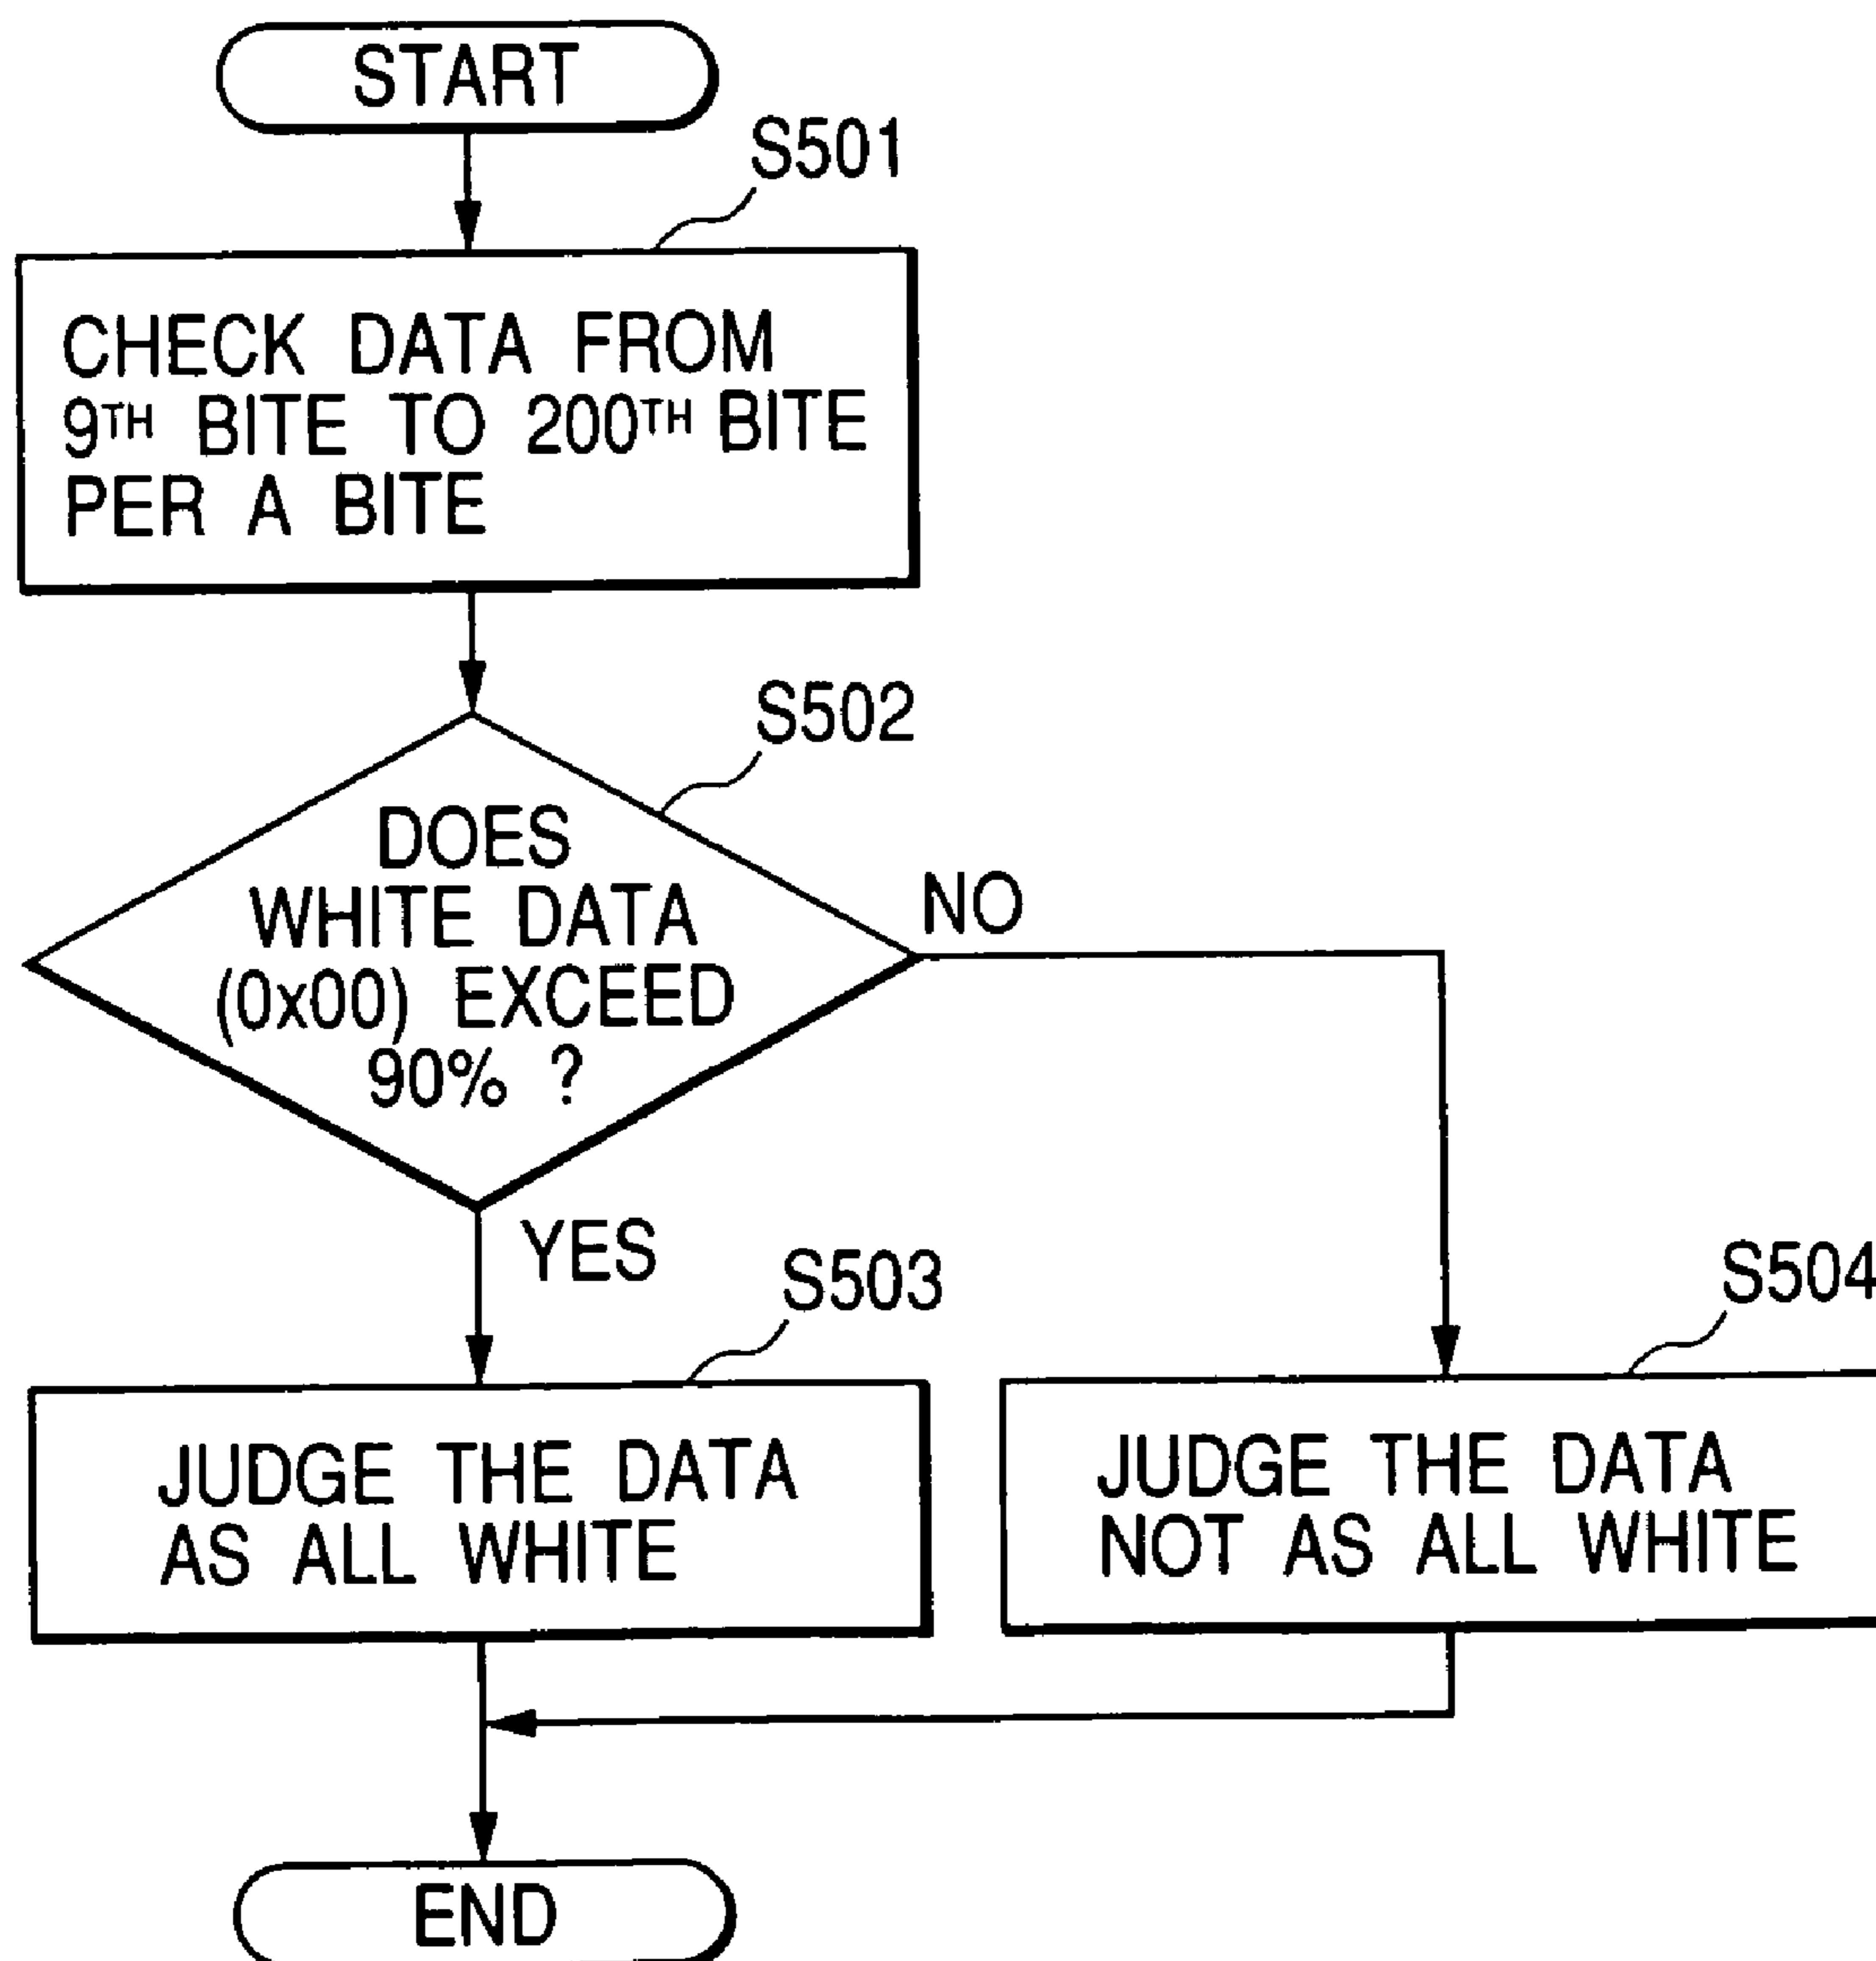 START
S501
CHECK DATA FROM
9TH BITE TO 200TH BITE
PER A BITE
S502
DOES
WHITE DATA
(0x00) EXCEED
90% ?
NO
YES
S503
S504
JUDGE THE DATA
AS ALL WHITE
JUDGE THE DATA
NOT AS ALL WHITE
END